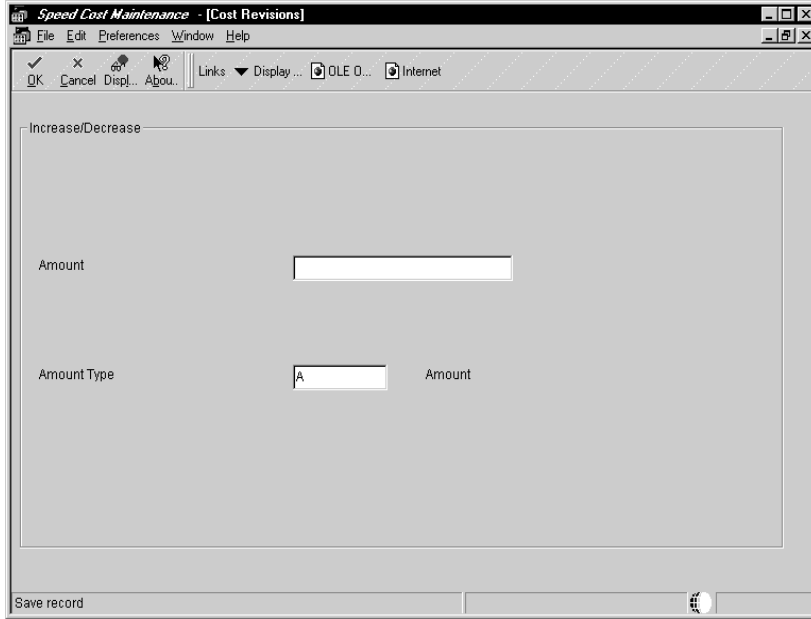 Speed Cost Maintenance - [Cost Revisions]
File Edit Preferences Window Help
OK Cancel Displ... Abou.. Links Display ... OLE O... Internet
Increase/Decrease
Amount
Amount Type A Amount
Save record